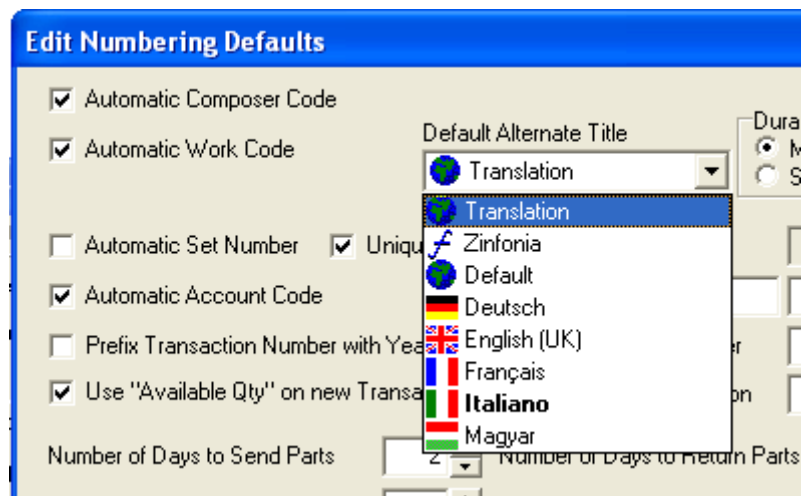 Edit Numbering Defaults
Automatic Composer Code
Default Alternate Title
Automatic Work Code
Translation
Translation
Automatic Set Number
Zinfonia
Default
Automatic Account Code
Deutsch
Prefix Transaction Number with
English (UK)
Français
Use "Available Qty" on new
Italiano
Magyar
Number of Days to Send Parts
2
Number of Days to Return Parts